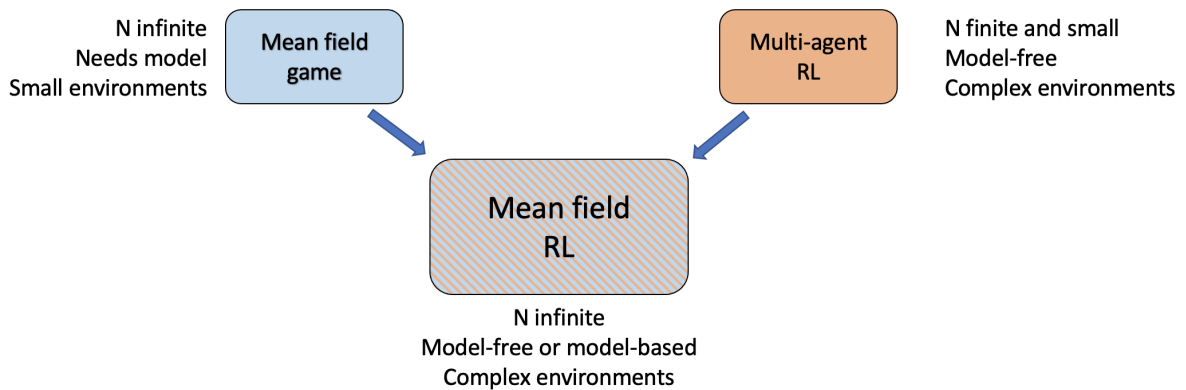 N infinite
Needs model
Small environments
Mean field
game
Multi-agent
RL
N finite and small
Model-free
Complex environments
Mean field
RL
N infinite
Model-free or model-based
Complex environments